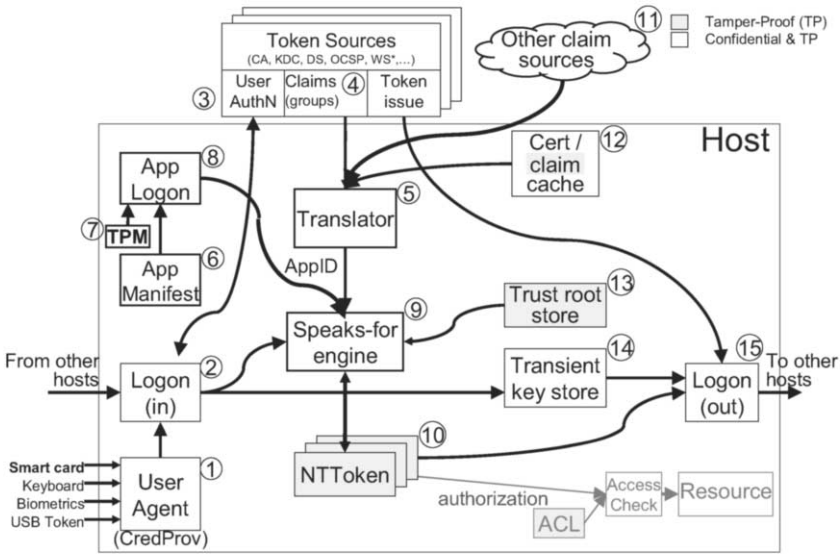 Token Sources
(CA, KDC, DS, OCSP, WS*,...)
③
User
AuthN
Claims
(groups)
④
Token
issue
⑪
Other claim
sources
Tamper-Proof (TP)
Confidential & TP
Host
⑧
App
Logon
⑦
TPM
⑥
App
Manifest
⑤
Translator
⑫
Cert /
claim
cache
AppID
⑨
Speaks-for
engine
⑬
Trust root
store
From other
hosts
②
Logon
(in)
⑭
Transient
key store
⑮
Logon
(out)
To other
hosts
①
User
Agent
(CredProv)
Smart card
Keyboard
Biometrics
USB Token
⑩
NTToken
authorization
ACL
Access
Check
Resource